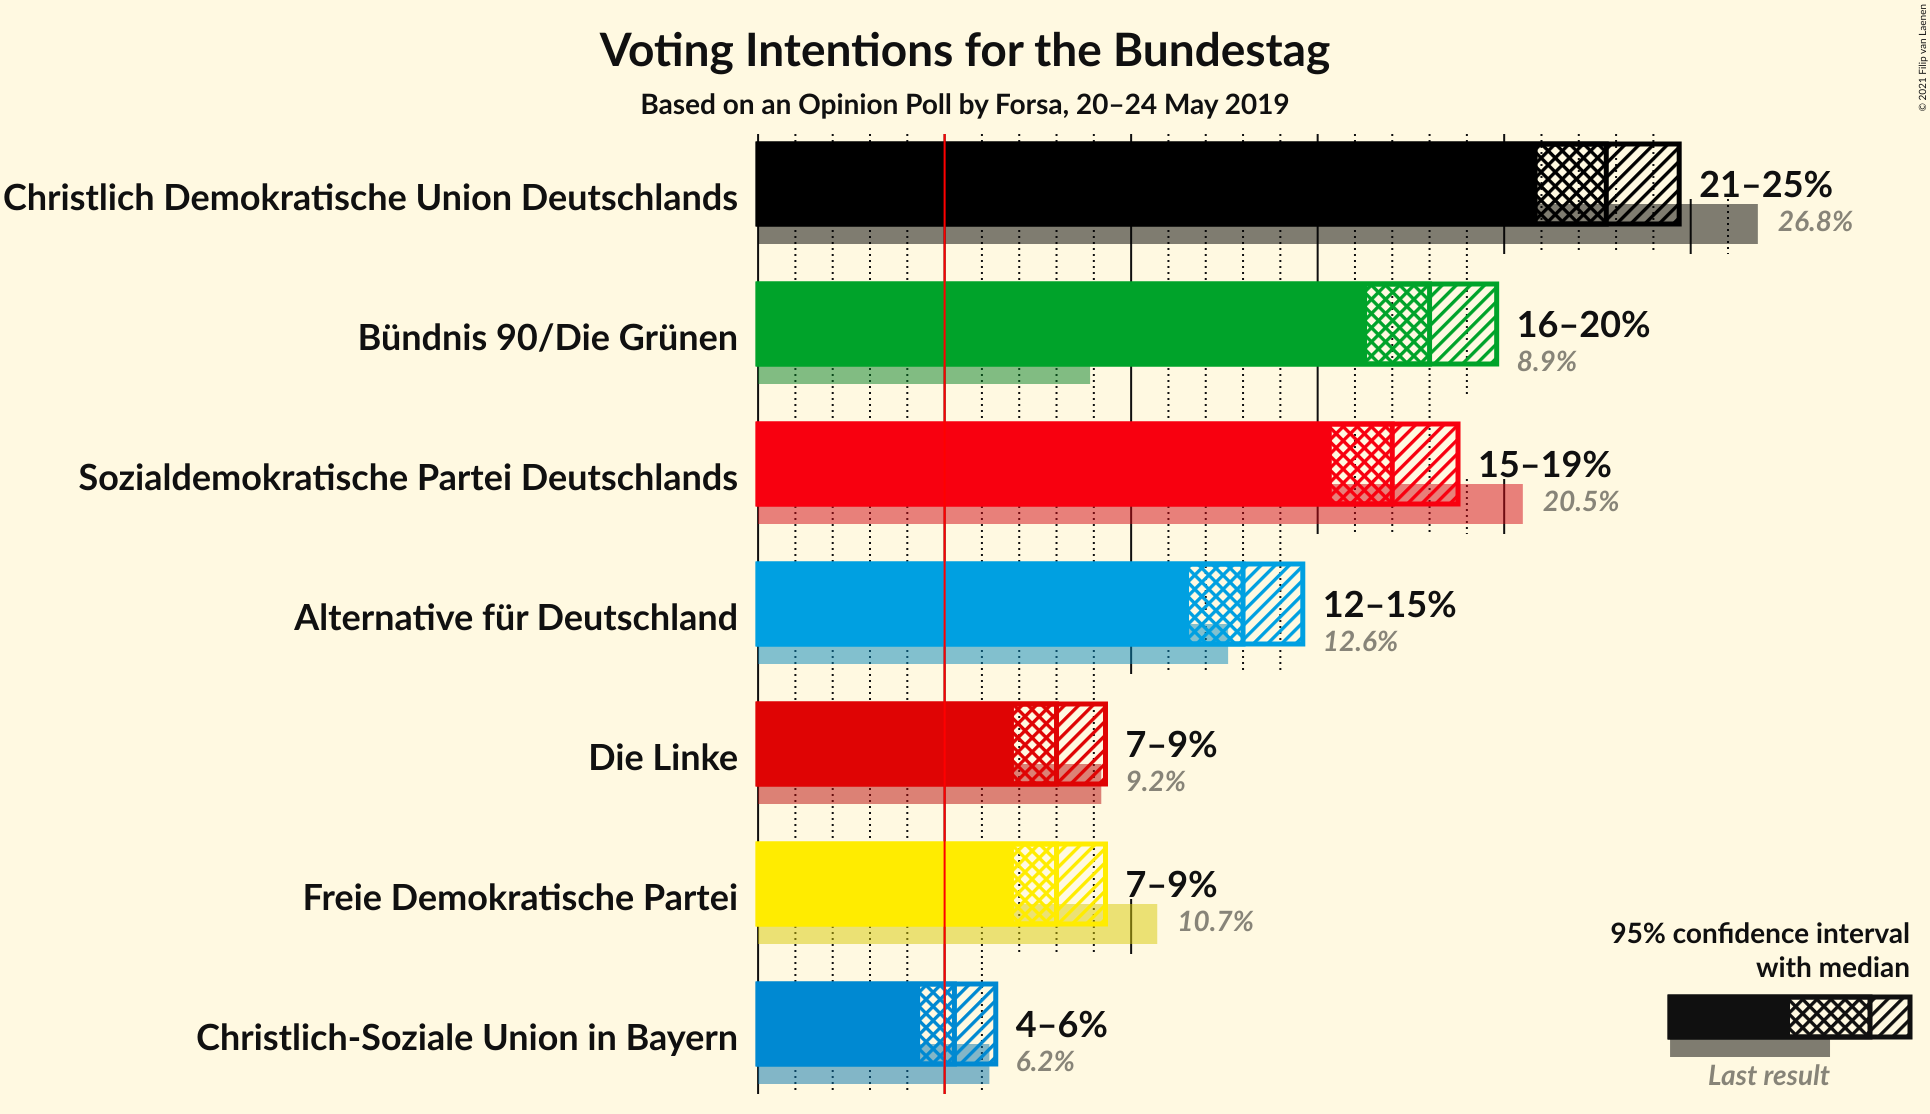 Voting Intentions for the Bundestag
Based on an Opinion Poll by Forsa, 20–24 May 2019
© 2021 Filip van Laenen
Christlich Demokratische Union Deutschlands
21–25%
26.8%
Bündnis 90/Die Grünen
16–20%
8.9%
Sozialdemokratische Partei Deutschlands
15–19%
20.5%
Alternative für Deutschland
12–15%
12.6%
Die Linke
7–9%
9.2%
Freie Demokratische Partei
7–9%
10.7%
Christlich-Soziale Union in Bayern
4–6%
6.2%
95% confidence interval
with median
Last result